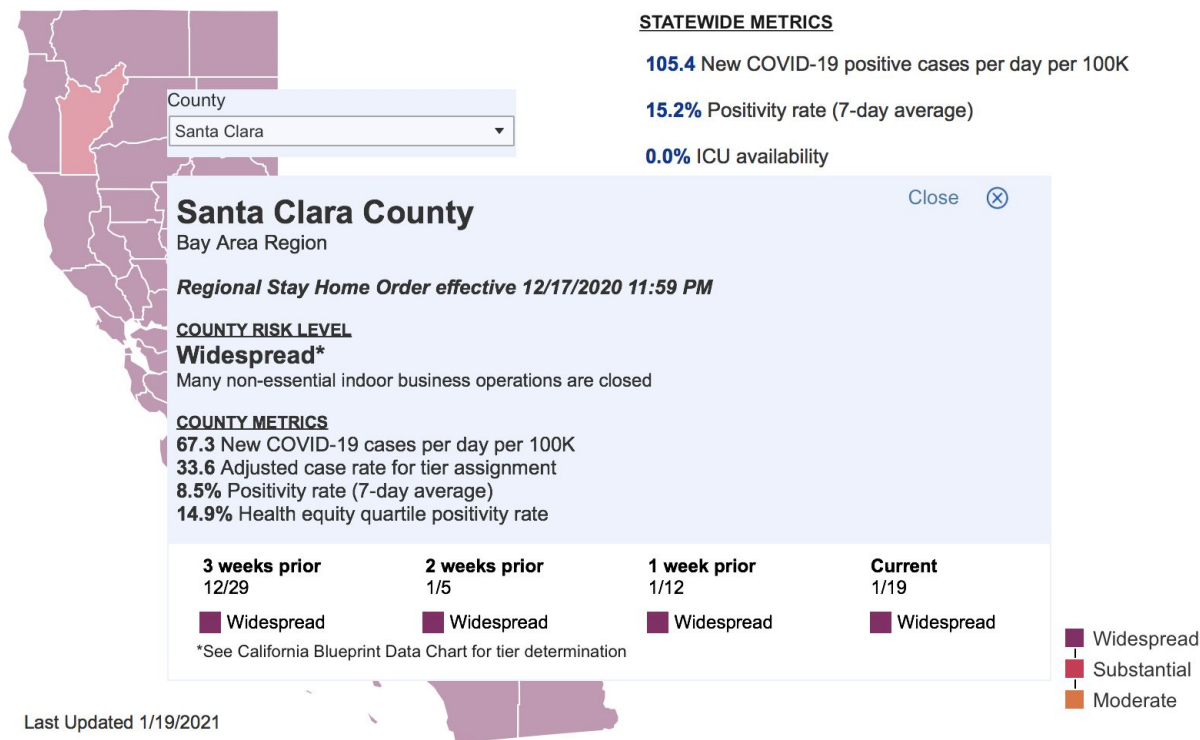 STATEWIDE METRICS
105.4 New COVID-19 positive cases per day per 100K
15.2% Positivity rate (7-day average)
0.0% ICU availability
County
Santa Clara
Close
Santa Clara County
Bay Area Region
Regional Stay Home Order effective 12/17/2020 11:59 PM
COUNTY RISK LEVEL
Widespread*
Many non-essential indoor business operations are closed
COUNTY METRICS
67.3 New COVID-19 cases per day per 100K
33.6 Adjusted case rate for tier assignment
8.5% Positivity rate (7-day average)
14.9% Health equity quartile positivity rate
3 weeks prior 2 weeks prior 1 week prior Current
12/29 1/5 1/12 1/19
Widespread Widespread Widespread Widespread
*See California Blueprint Data Chart for tier determination
Widespread
Substantial
Moderate
Last Updated 1/19/2021